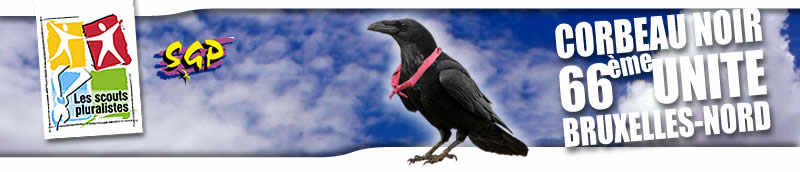 Les scouts
pluralistes
SGP
CORBEAU NOIR
66ème UNITE
BRUXELLES-NORD